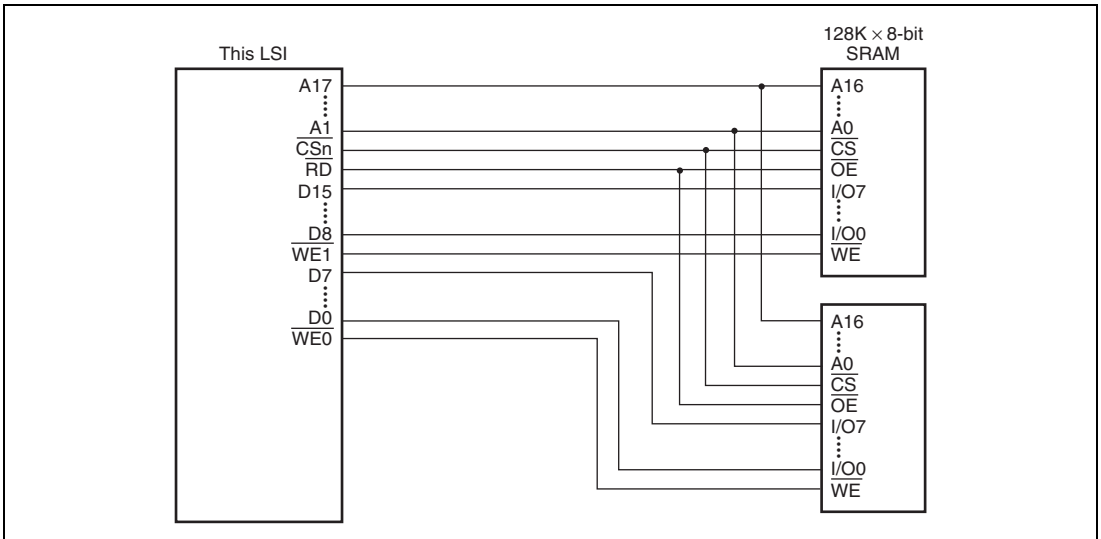 This LSI
A17
A1
CSn
RD
D15
D8
WE1
D7
D0
WE0
128K × 8-bit
SRAM
A16
A0
CS
OE
I/O7
I/O0
WE
A16
A0
CS
OE
I/O7
I/O0
WE